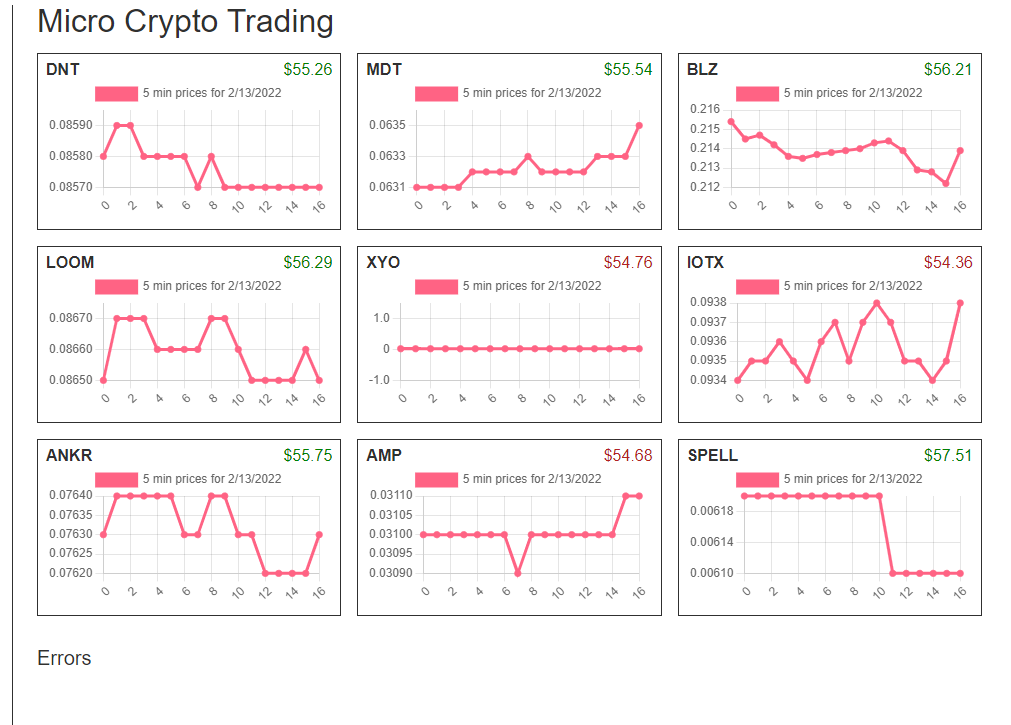 Micro Crypto Trading
DNT $55.26
5 min prices for 2/13/2022
0.08590
0.08580
0.08570
0 2 4 6 8 10 12 14 16
MDT $55.54
5 min prices for 2/13/2022
0.0635
0.0633
0.0631
0 2 4 6 8 10 12 14 16
BLZ $56.21
5 min prices for 2/13/2022
0.216
0.215
0.214
0.213
0.212
0 2 4 6 8 10 12 14 16
LOOM $56.29
5 min prices for 2/13/2022
0.08670
0.08660
0.08650
0 2 4 6 8 10 12 14 16
XYO $54.76
5 min prices for 2/13/2022
1.0
0
-1.0
0 2 4 6 8 10 12 14 16
IOTX $54.36
5 min prices for 2/13/2022
0.0938
0.0937
0.0936
0.0935
0.0934
0 2 4 6 8 10 12 14 16
ANKR $55.75
5 min prices for 2/13/2022
0.07640
0.07635
0.07630
0.07625
0.07620
0 2 4 6 8 10 12 14 16
AMP $54.68
5 min prices for 2/13/2022
0.03110
0.03105
0.03100
0.03095
0.03090
0 2 4 6 8 10 12 14 16
SPELL $57.51
5 min prices for 2/13/2022
0.00618
0.00614
0.00610
0 2 4 6 8 10 12 14 16
Errors